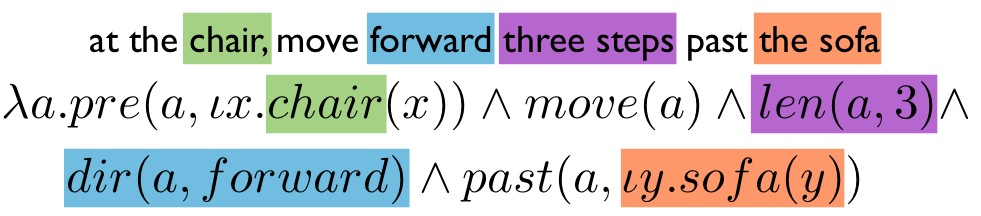 at the chair, move forward three steps past the sofa
λa.pre(a, ιx.chair(x)) ∧ move(a) ∧ len(a, 3)∧
dir(a, forward) ∧ past(a, ιy.sofa(y))